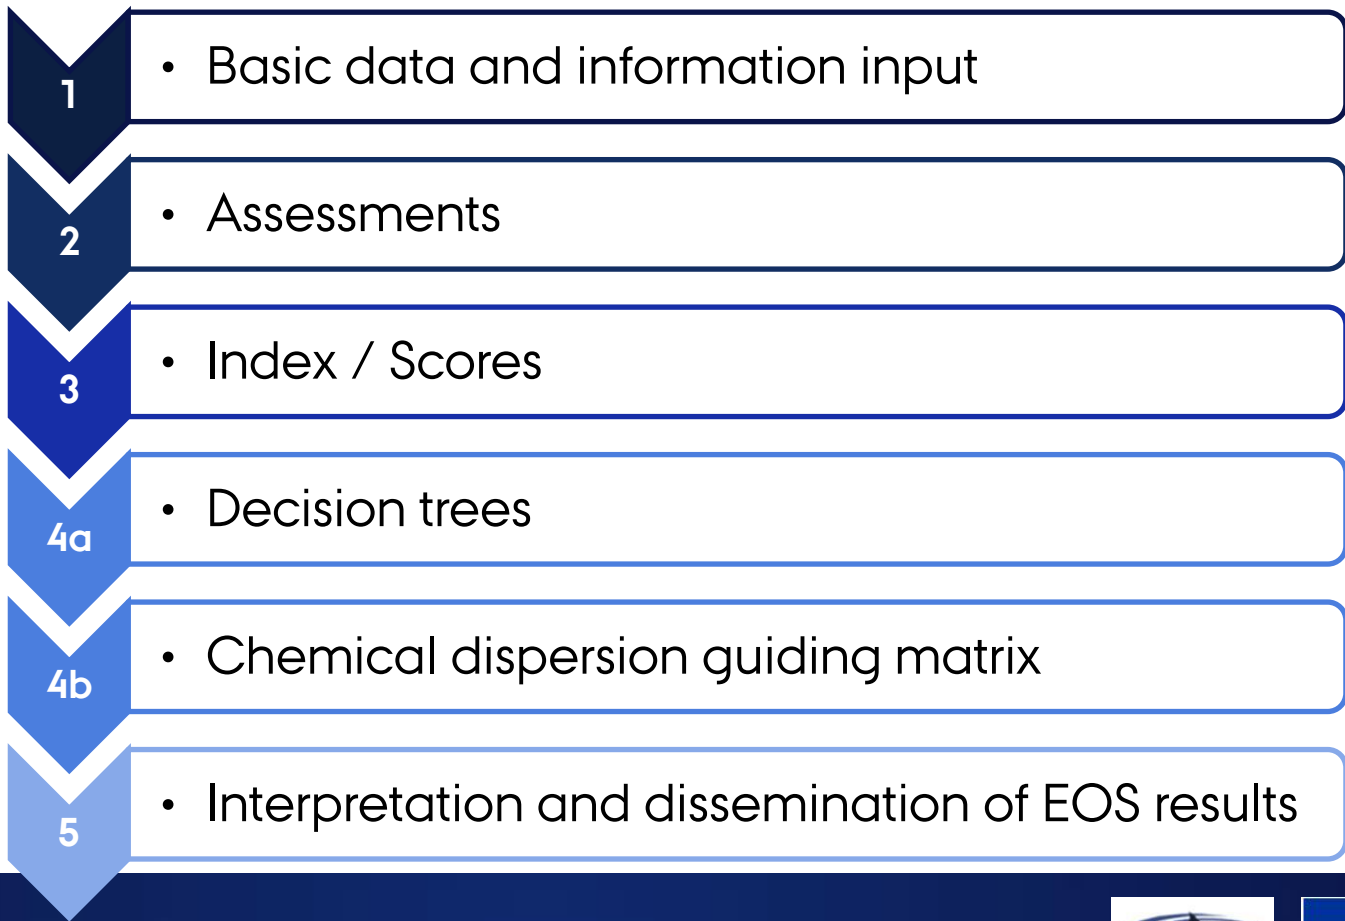 1
• Basic data and information input
2
• Assessments
3
• Index / Scores
4a
• Decision trees
4b
• Chemical dispersion guiding matrix
5
• Interpretation and dissemination of EOS results